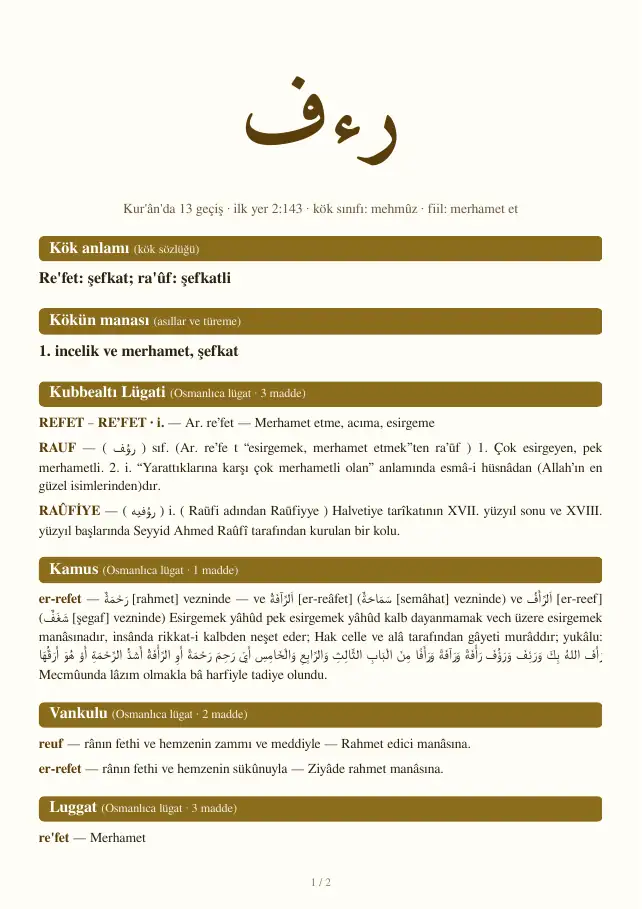 رءف
Kur'ân'da 13 geçiş · ilk yer 2:143 · kök sınıfı: mehmûz · fiil: merhamet et
Kök anlamı (kök sözlüğü)
Re'fet: şefkat; ra'ûf: şefkatli
Kökün manası (asıllar ve türeme)
1. incelik ve merhamet, şefkat
Kubbealtı Lügati (Osmanlıca lügat · 3 madde)
REFET – RE’FET · i. — Ar. re’fet — Merhamet etme, acıma, esirgeme
RAUF — ( رؤف ) sıf. (Ar. re’fe t “esirgemek, merhamet etmek”ten ra’ūf ) 1. Çok esirgeyen, pek
merhametli. 2. i. “Yarattıklarına karşı çok merhametli olan” anlamında esmâ-i hüsnâdan (Allah’ın en
güzel isimlerinden)dır.
RAÛFİYE — ( رؤفيه ) i. ( Raûfi adından Raûfiyye ) Halvetiye tarîkatının XVII. yüzyıl sonu ve XVIII.
yüzyıl başlarında Seyyid Ahmed Raûfî tarafından kurulan bir kolu.
Kamus (Osmanlıca lügat · 1 madde)
er-refet — رَحْمَةٌ [rahmet] vezninde — ve اَلرَّآفَةُ [er-reâfet] (سَمَاحَةٌ [semâhat] vezninde) ve اَلرَّأَفُ [er-reef]
(شَغَفٌ [şegaf] vezninde) Esirgemek yâhûd pek esirgemek yâhûd kalb dayanmamak vech üzere esirgemek
manâsınadır, insânda rikkat-i kalbden neşet eder; Hak celle ve alâ tarafından gâyeti murâddır; yukâlu:
رَأَفَ اللهُ بِكَ وَرَئِفَ وَرَؤُفَ رَأْفَةً وَرَآفَةً وَرَأَفًا مِنَ الْبَابِ الثَّالِثِ وَالرَّابِعِ وَالْخَامِسِ أَيْ رَحِمَ رَحْمَةً أَوِ الرَّأْفَةُ أَشَدُّ الرَّحْمَةِ أَوْ هُوَ أَرَقُّهَا
Mecmûunda lâzım olmakla bâ harfiyle tadiye olundu.
Vankulu (Osmanlıca lügat · 2 madde)
reuf — rânın fethi ve hemzenin zammı ve meddiyle — Rahmet edici manâsına.
er-refet — rânın fethi ve hemzenin sükûnuyla — Ziyâde rahmet manâsına.
Luggat (Osmanlıca lügat · 3 madde)
re'fet — Merhamet
1 / 2